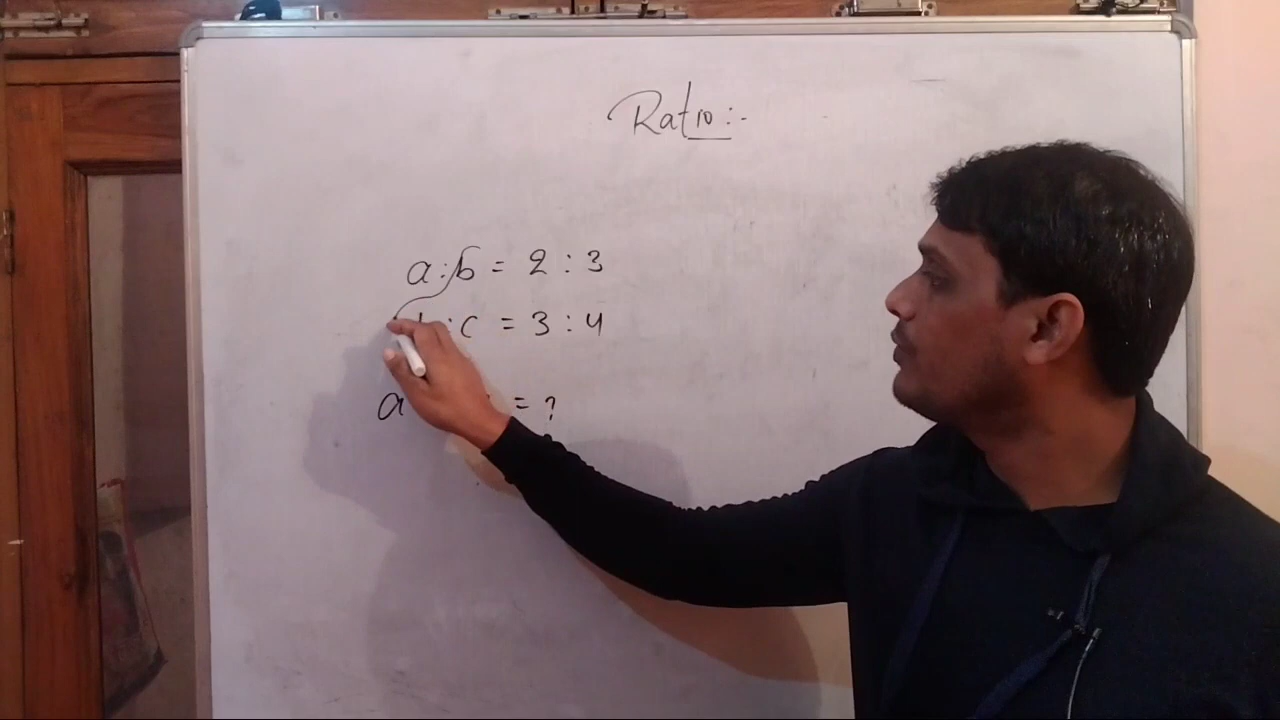 Ratio :-
a : b = 2 : 3
: c = 3 : 4
a = ?